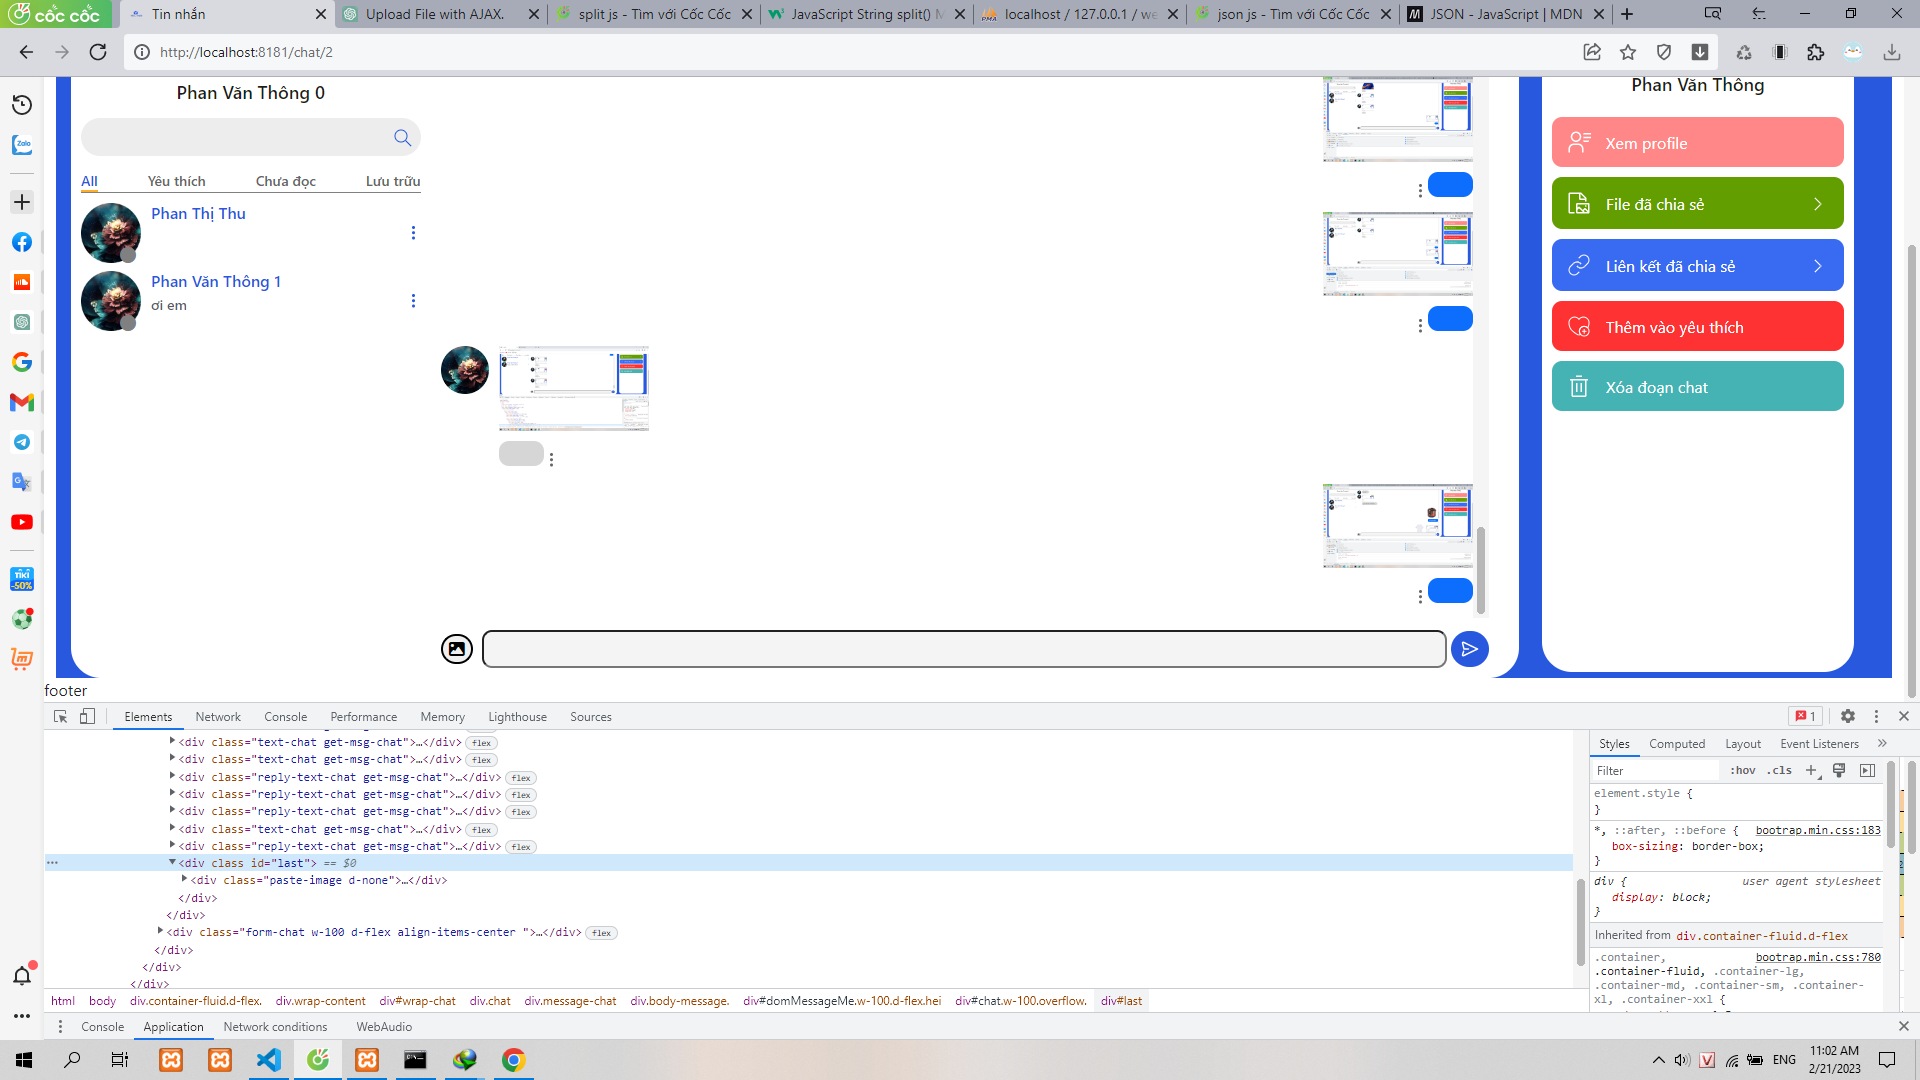 cốc cốc
Tin nhắn
Upload File with AJAX.
split js - Tìm với Cốc Cốc
JavaScript String split() M
localhost / 127.0.0.1 / we
json js - Tìm với Cốc Cốc
JSON - JavaScript | MDN
http://localhost:8181/chat/2
Phan Văn Thông 0
All
Yêu thích
Chưa đọc
Lưu trữu
Phan Thị Thu
Phan Văn Thông 1
ơi em
Phan Văn Thông
Xem profile
File đã chia sẻ
Liên kết đã chia sẻ
Thêm vào yêu thích
Xóa đoạn chat
Zalo
TIKI
-50%
footer
Elements
Network
Console
Performance
Memory
Lighthouse
Sources
1
<div class="text-chat get-msg-chat">…</div> flex
<div class="text-chat get-msg-chat">…</div> flex
<div class="reply-text-chat get-msg-chat">…</div> flex
<div class="reply-text-chat get-msg-chat">…</div> flex
<div class="reply-text-chat get-msg-chat">…</div> flex
<div class="text-chat get-msg-chat">…</div> flex
<div class="reply-text-chat get-msg-chat">…</div> flex
<div class id="last"> == $0
<div class="paste-image d-none">…</div>
</div>
</div>
<div class="form-chat w-100 d-flex align-items-center ">…</div> flex
</div>
</div>
</div>
html body div.container-fluid.d-flex. div.wrap-content div#wrap-chat div.chat div.message-chat div.body-message. div#domMessageMe.w-100.d-flex.hei div#chat.w-100.overflow. div#last
Styles
Computed
Layout
Event Listeners
Filter
:hov .cls
element.style {
}
*, ::after, ::before { bootrap.min.css:183
box-sizing: border-box;
}
div { user agent stylesheet
display: block;
}
Inherited from div.container-fluid.d-flex
.container, bootrap.min.css:780
.container-fluid, .container-lg,
.container-md, .container-sm, .container-
xl, .container-xxl {
Console
Application
Network conditions
WebAudio
ENG
11:02 AM
2/21/2023